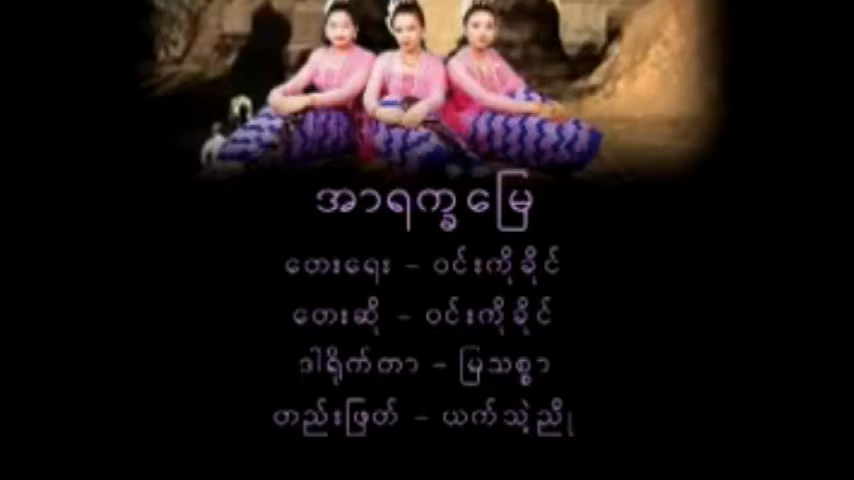 အာရက္ခမြေ
တေးရေး – ဝင်းကိုခိုင်
တေးဆို – ဝင်းကိုခိုင်
ဒါရိုက်တာ – မြသစ္စာ
တည်းဖြတ် – ယက်သဲ့ညို